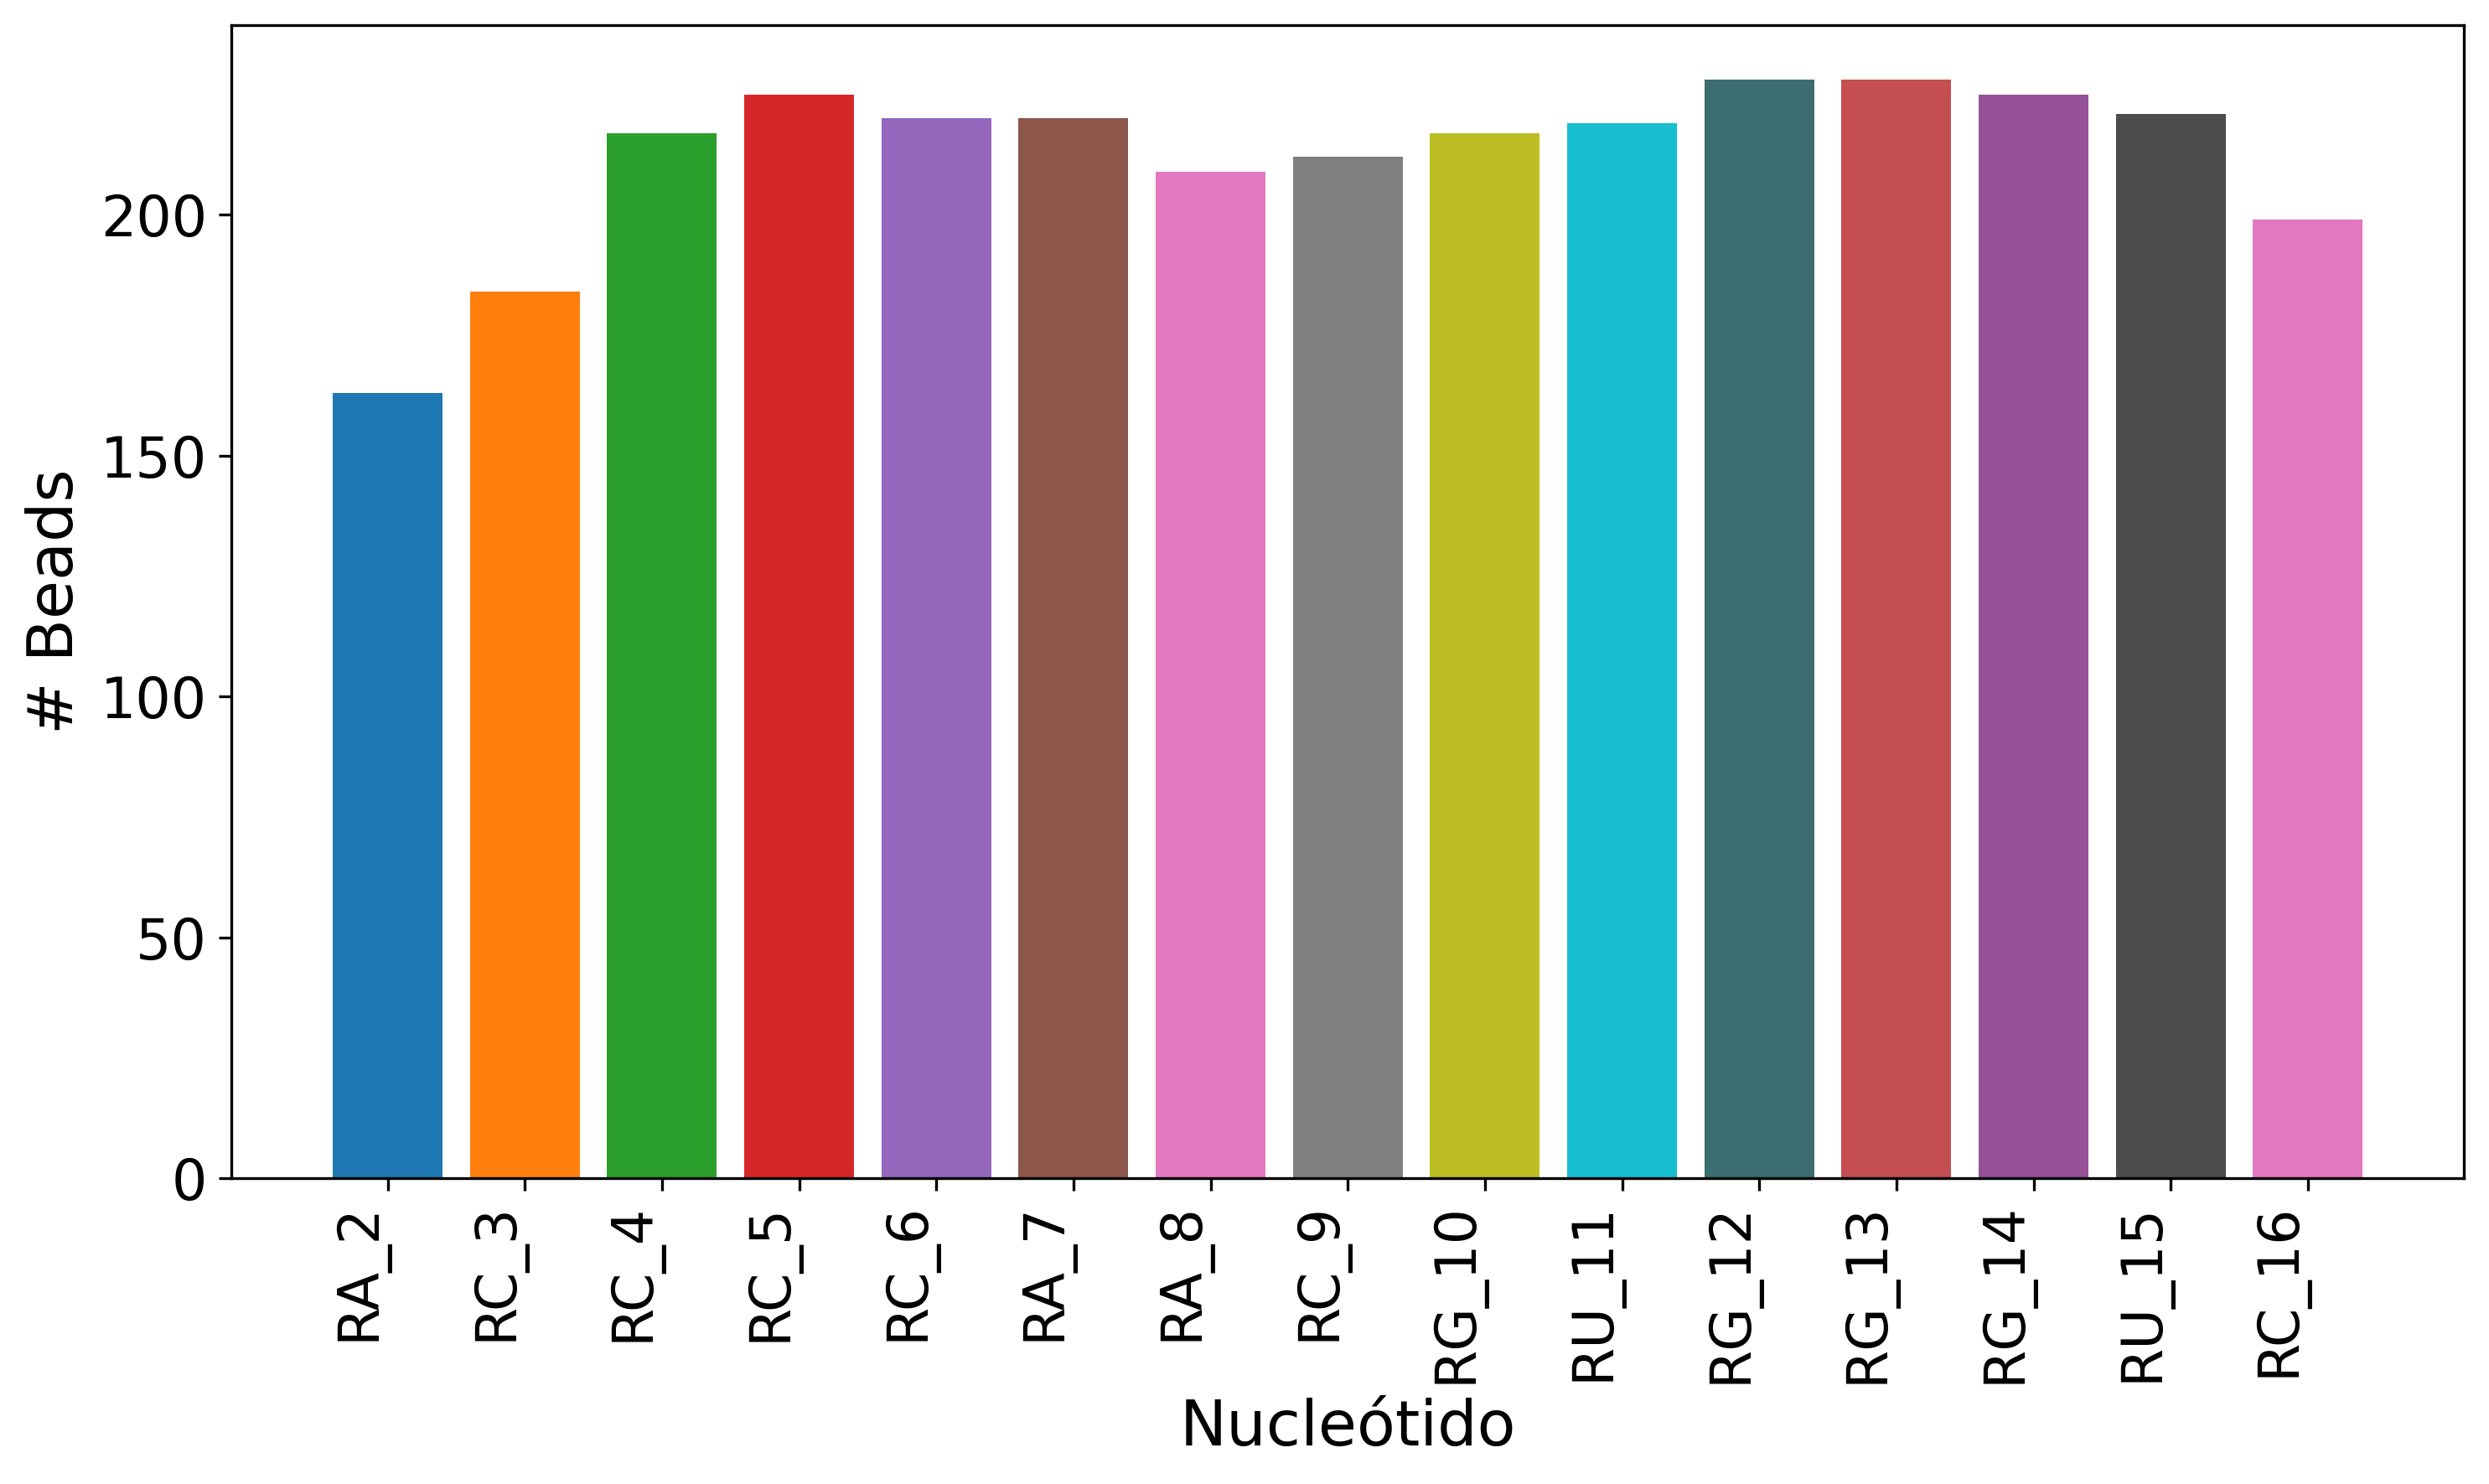 # Beads
200
150
100
50
0
RA_2
RC_3
RC_4
RC_5
RC_6
RA_7
RA_8
RC_9
RG_10
RU_11
RG_12
RG_13
RG_14
RU_15
RC_16
Nucleótido